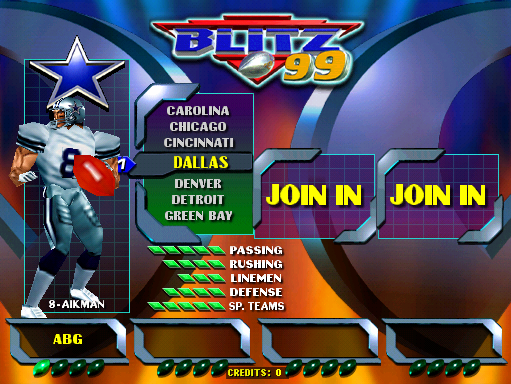 BLITZ
99
CAROLINA
CHICAGO
CINCINNATI
DALLAS
DENVER
DETROIT
GREEN BAY
8
1
JOIN IN
JOIN IN
PASSING
RUSHING
LINEMEN
DEFENSE
SP. TEAMS
8-AIKMAN
ABG
CREDITS: 0